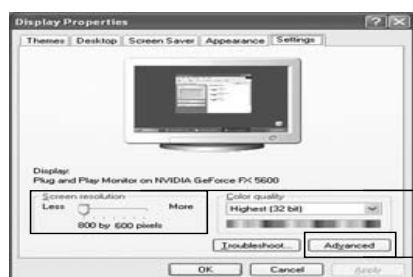 Display Properties
Themes Desktop Screen Saver Appearance Settings
Display:
Plug and Play Monitor on NVIDIA GeForce FX 5600
Screen resolution
Less More
800 by 600 pixels
Color quality
Highest (32 bit)
Troubleshoot... Advanced
OK Cancel Apply